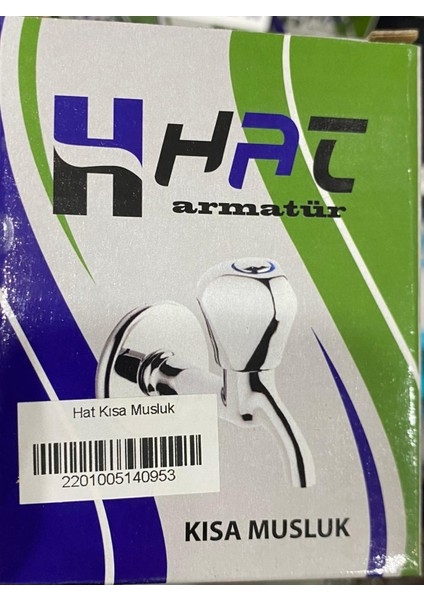 HAT
armatür
Hat Kısa Musluk
2201005140953
KISA MUSLUK